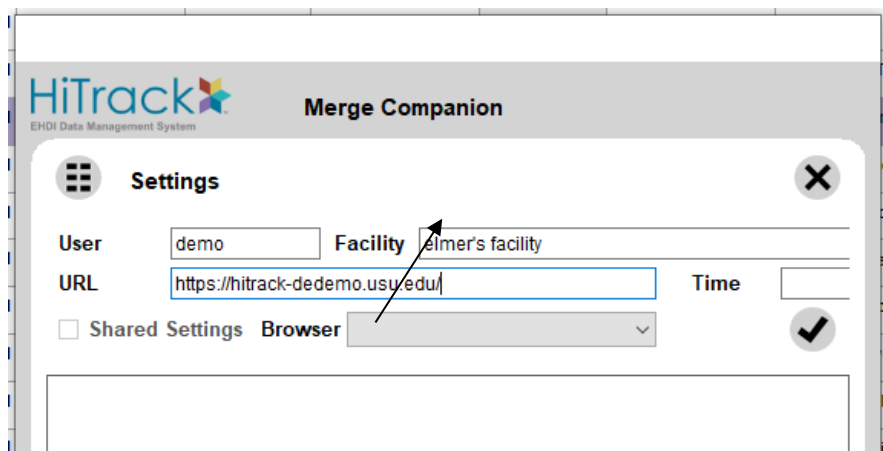 HiTrack
EHDI Data Management System
Merge Companion
Settings
User demo Facility elmer's facility
URL https://hitrack-dedemo.usu.edu/ Time
Shared Settings Browser